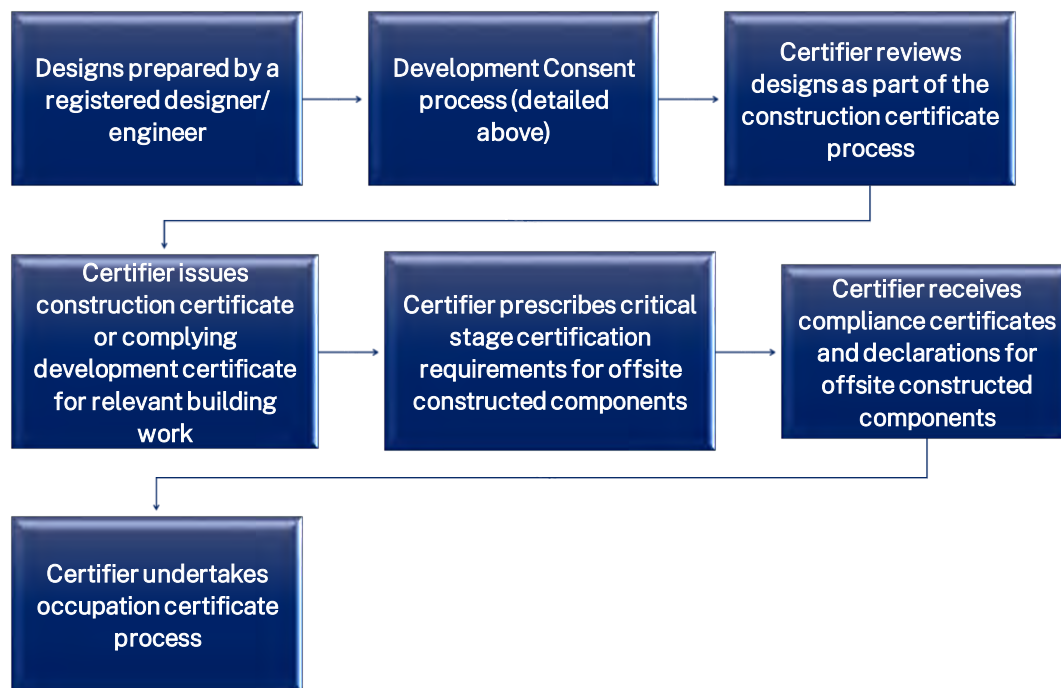 Designs prepared by a
registered designer/
engineer
Development Consent
process (detailed
above)
Certifier reviews
designs as part of the
construction certificate
process
Certifier issues
construction certificate
or complying
development certificate
for relevant building
work
Certifier prescribes critical
stage certification
requirements for offsite
constructed components
Certifier receives
compliance certificates
and declarations for
offsite constructed
components
Certifier undertakes
occupation certificate
process